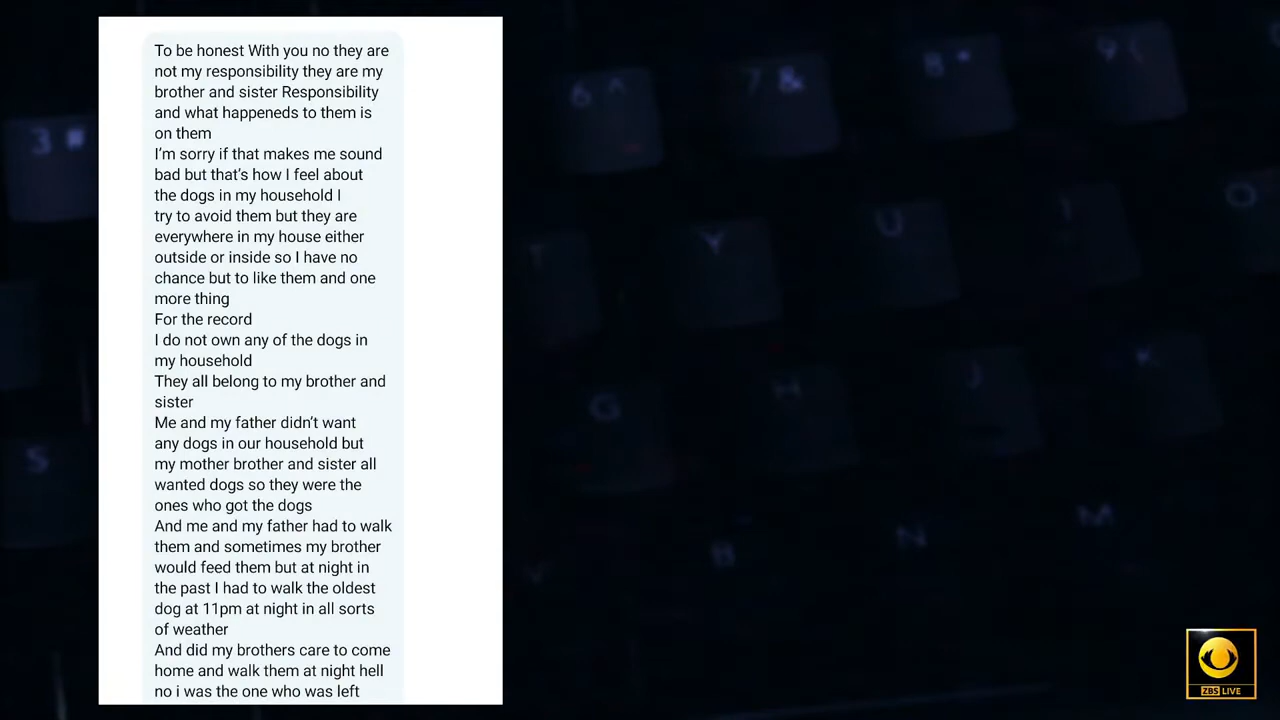 To be honest With you no they are
not my responsibility they are my
brother and sister Responsibility
and what happeneds to them is
on them
I'm sorry if that makes me sound
bad but that's how I feel about
the dogs in my household I
try to avoid them but they are
everywhere in my house either
outside or inside so I have no
chance but to like them and one
more thing
For the record
I do not own any of the dogs in
my household
They all belong to my brother and
sister
Me and my father didn't want
any dogs in our household but
my mother brother and sister all
wanted dogs so they were the
ones who got the dogs
And me and my father had to walk
them and sometimes my brother
would feed them but at night in
the past I had to walk the oldest
dog at 11pm at night in all sorts
of weather
And did my brothers care to come
home and walk them at night hell
no i was the one who was left
3 #
6 ^
7 &
8 *
9 (
T
Y
U
I
O
S
G
H
J
K
V
B
N
M
ZBS LIVE